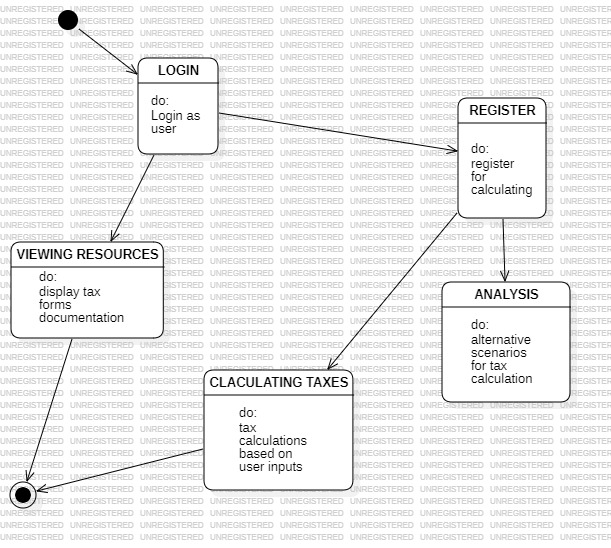 LOGIN
do:
Login as
user
REGISTER
do:
register
for
calculating
VIEWING RESOURCES
do:
display tax
forms
documentation
ANALYSIS
do:
alternative
scenarios
for tax
calculation
CLACULATING TAXES
do:
tax
calculations
based on
user inputs
UNREGISTERED